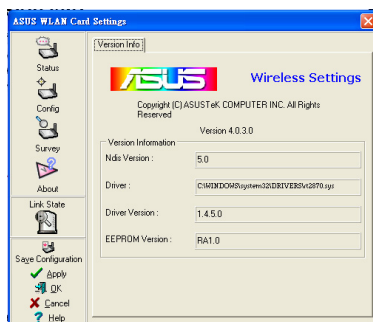 ASUS WLAN Card Settings
Status
Config
Survey
About
Link State
Save Configuration
Apply
OK
Cancel
Help
Version Info
ASUS
Wireless Settings
Copyright (C) ASUSTeK COMPUTER INC. All Rights
Reserved
Version 4.0.3.0
Version Information
Ndis Version :
5.0
Driver :
C:\WINDOWS\system32\DRIVERS\rt2870.sys
Driver Version :
1.4.5.0
EEPROM Version :
RA1.0